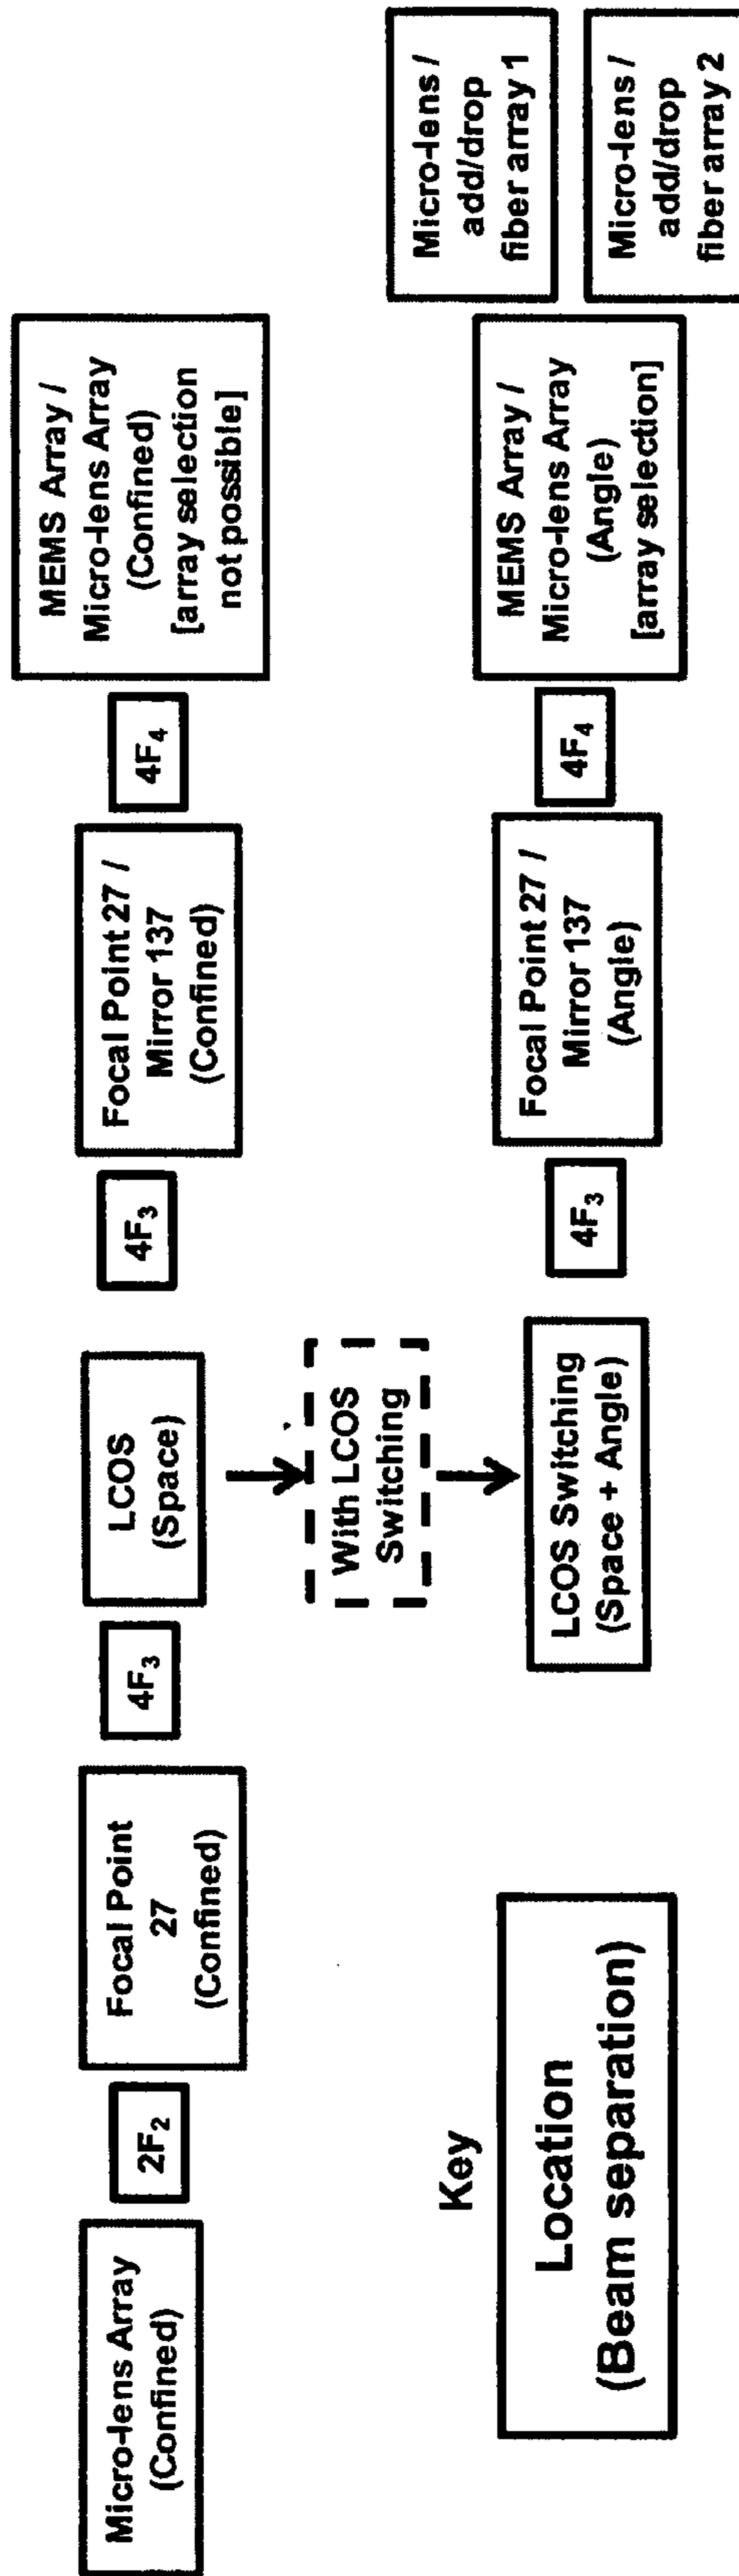 Micro-lens Array
(Confined)
2F₂
Focal Point
27
(Confined)
4F₃
LCOS
(Space)
4F₃
Focal Point 27 /
Mirror 137
(Confined)
4F₄
MEMS Array /
Micro-lens Array
(Confined)
[array selection
not possible]
With LCOS
Switching
Key
Location
(Beam separation)
LCOS Switching
(Space + Angle)
4F₃
Focal Point 27 /
Mirror 137
(Angle)
4F₄
MEMS Array /
Micro-lens Array
(Angle)
[array selection]
Micro-lens /
add/drop
fiber array 1
Micro-lens /
add/drop
fiber array 2